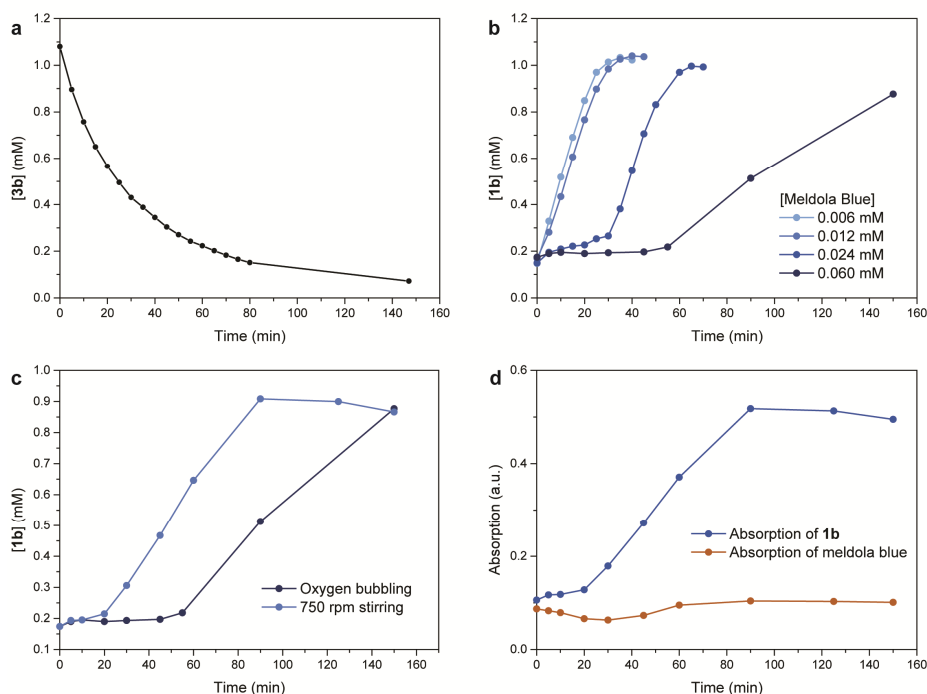 a
[3b] (mM)
1.2
1.0
0.8
0.6
0.4
0.2
0.0
0 20 40 60 80 100 120 140 160
Time (min)
b
[1b] (mM)
1.2
1.0
0.8
0.6
0.4
0.2
0.0
[Meldola Blue]
0.006 mM
0.012 mM
0.024 mM
0.060 mM
0 20 40 60 80 100 120 140 160
Time (min)
c
[1b] (mM)
1.0
0.9
0.8
0.7
0.6
0.5
0.4
0.3
0.2
0.1
Oxygen bubbling
750 rpm stirring
0 20 40 60 80 100 120 140 160
Time (min)
d
Absorption (a.u.)
0.6
0.4
0.2
0.0
Absorption of 1b
Absorption of meldola blue
0 20 40 60 80 100 120 140 160
Time (min)